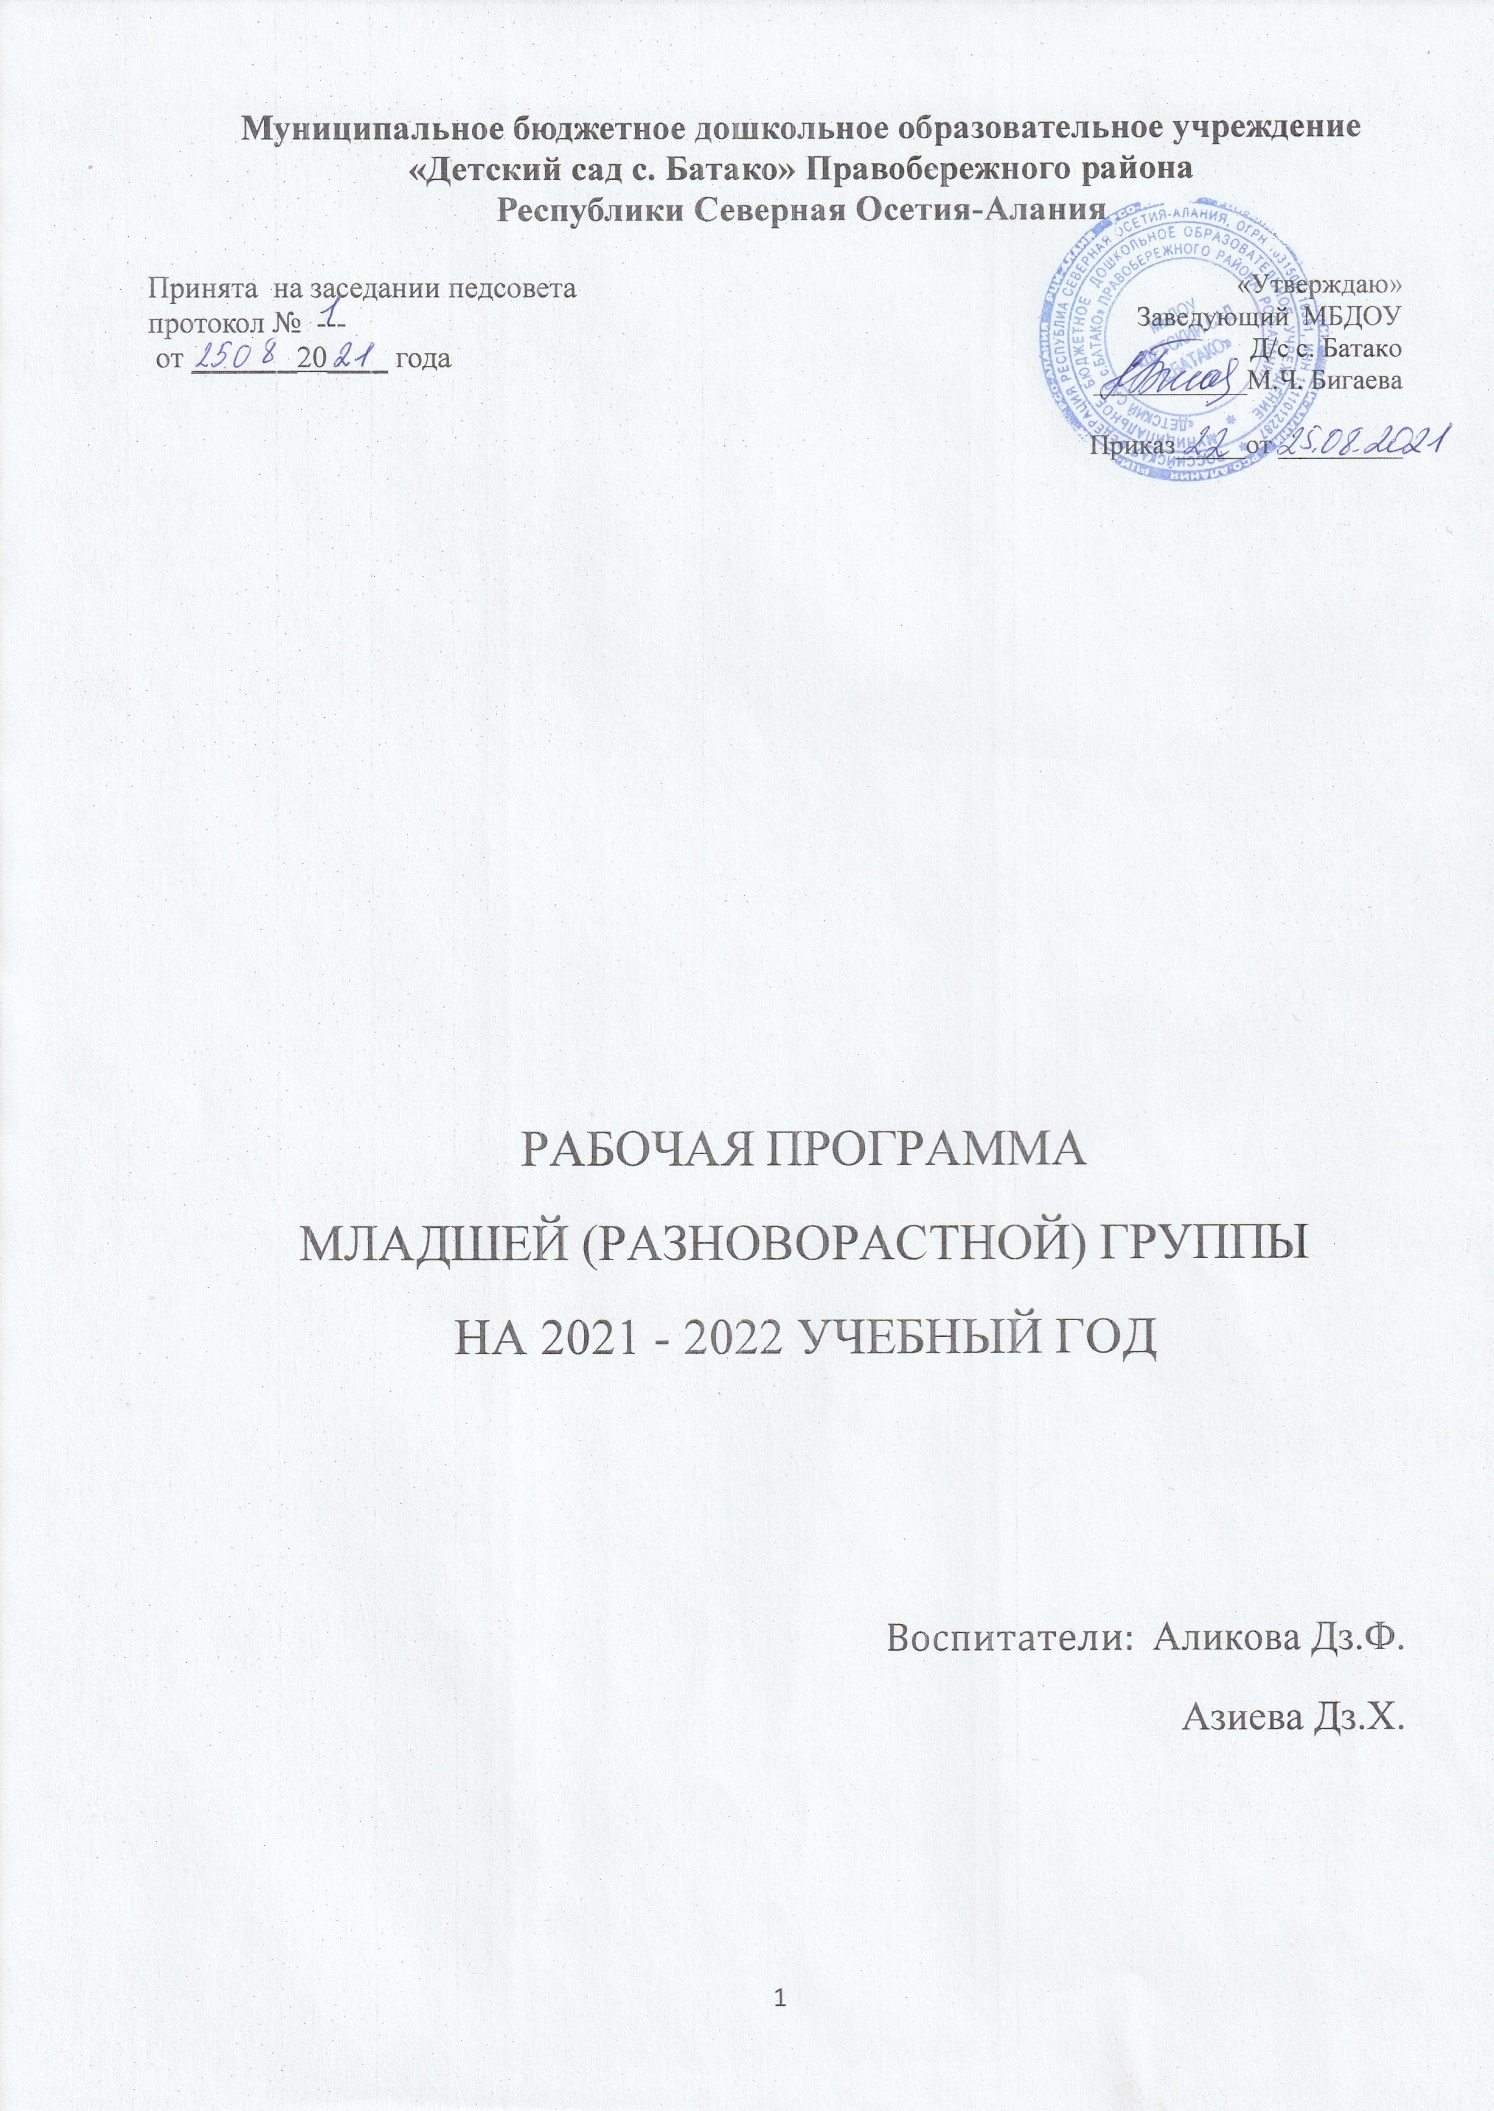 Муниципальное бюджетное дошкольное образовательное учреждение
«Детский сад с. Батако» Правобережного района
Республики Северная Осетия-Алания
Принята  на заседании педсовета
протокол № 1 ---
от 25 08 2021 года
«Утверждаю»
Заведующий МБДОУ
Д/с с. Батако
М.Ч. Бигаева
Приказ 22 от 25.08.2021
РАБОЧАЯ ПРОГРАММА
МЛАДШЕЙ (РАЗНОВОРАСТНОЙ) ГРУППЫ
НА 2021 - 2022 УЧЕБНЫЙ ГОД
Воспитатели: Аликова Дз.Ф.
Азиева Дз.Х.
1